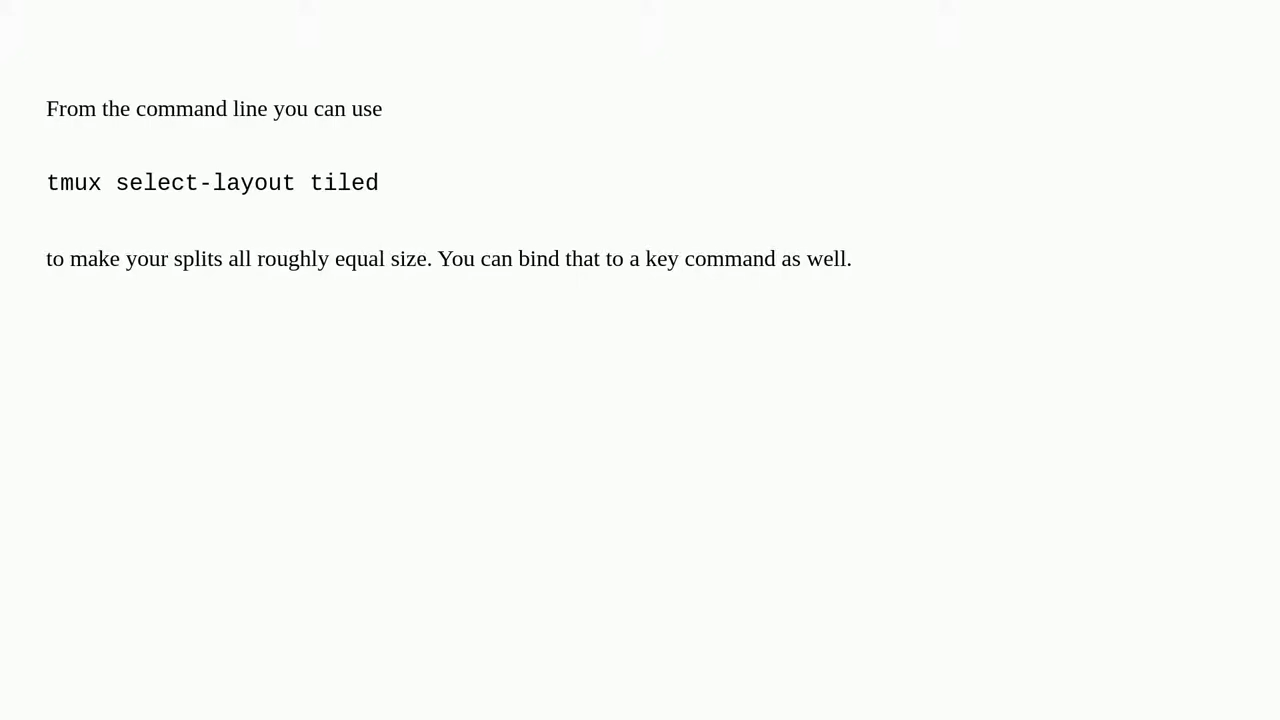 From the command line you can use
tmux select-layout tiled
to make your splits all roughly equal size. You can bind that to a key command as well.